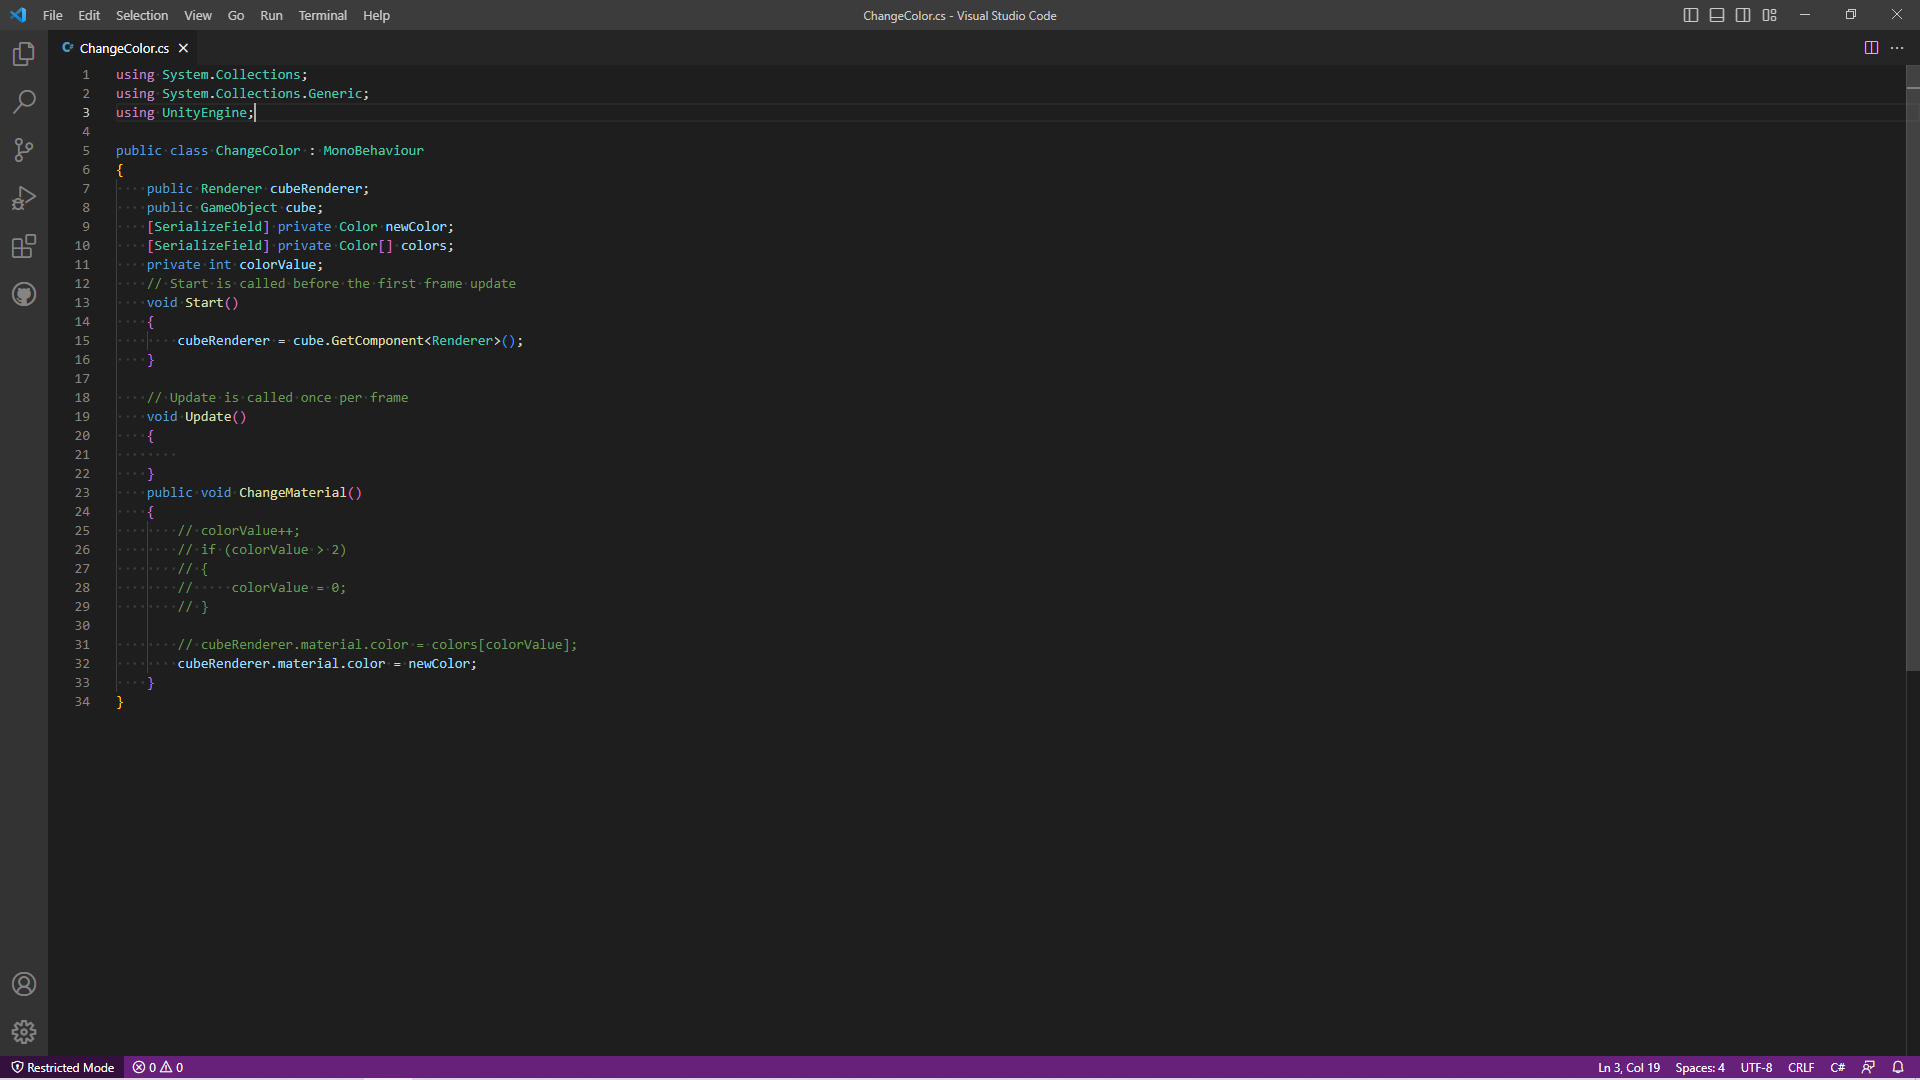 File Edit Selection View Go Run Terminal Help
ChangeColor.cs - Visual Studio Code
C# ChangeColor.cs
1 using System.Collections;
2 using System.Collections.Generic;
3 using UnityEngine;
4
5 public class ChangeColor : MonoBehaviour
6 {
7 public Renderer cubeRenderer;
8 public GameObject cube;
9 [SerializeField] private Color newColor;
10 [SerializeField] private Color[] colors;
11 private int colorValue;
12 // Start is called before the first frame update
13 void Start()
14 {
15 cubeRenderer = cube.GetComponent<Renderer>();
16 }
17
18 // Update is called once per frame
19 void Update()
20 {
21
22 }
23 public void ChangeMaterial()
24 {
25 // colorValue++;
26 // if (colorValue > 2)
27 // {
28 // colorValue = 0;
29 // }
30
31 // cubeRenderer.material.color = colors[colorValue];
32 cubeRenderer.material.color = newColor;
33 }
34 }
Restricted Mode 0 0 Ln 3, Col 19 Spaces: 4 UTF-8 CRLF C#